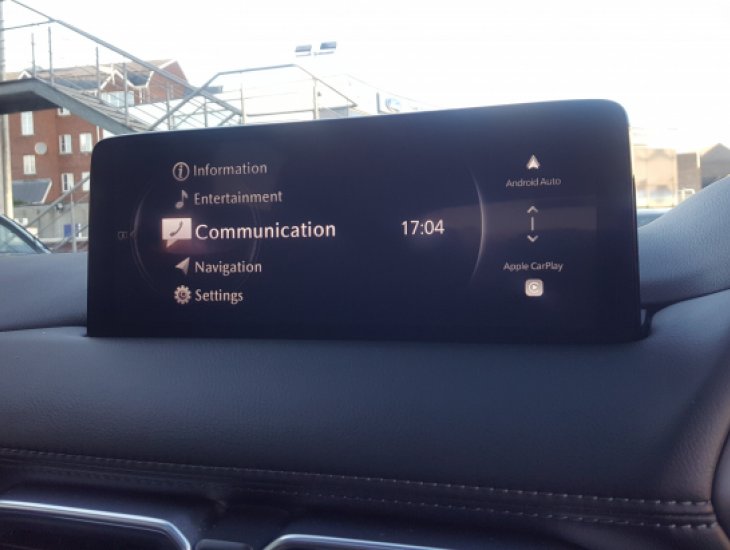 Information
Entertainment
Communication
17:04
Navigation
Settings
Android Auto
Apple CarPlay